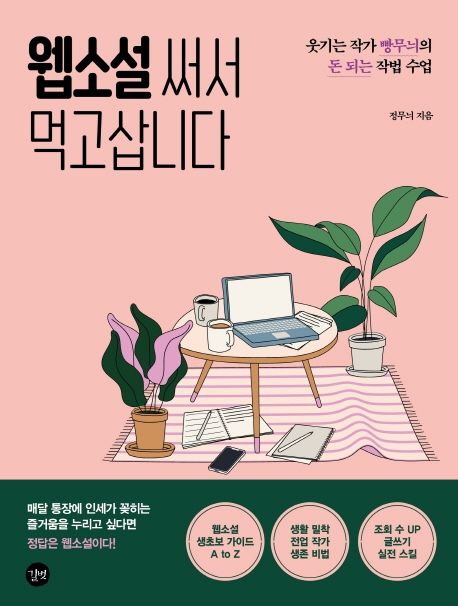 웹소설 써서
먹고삽니다
웃기는 작가 빵무늬의
돈 되는 작법 수업
정무늬 지음
매달 통장에 인세가 꽂히는
즐거움을 누리고 싶다면
정답은 웹소설이다!
웹소설
생초보 가이드
A to Z
생활 밀착
전업 작가
생존 비법
조회 수 UP
글쓰기
실전 스킬
길벗